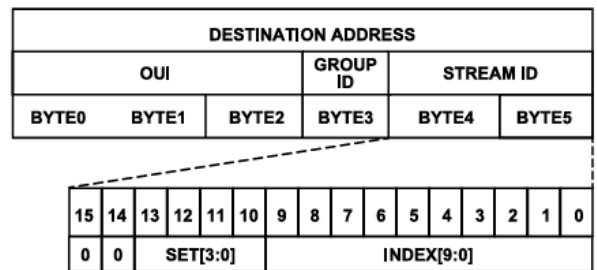 DESTINATION ADDRESS
OUI GROUP ID STREAM ID
BYTE0 BYTE1 BYTE2 BYTE3 BYTE4 BYTE5
15 14 13 12 11 10 9 8 7 6 5 4 3 2 1 0
0 0 SET[3:0] INDEX[9:0]